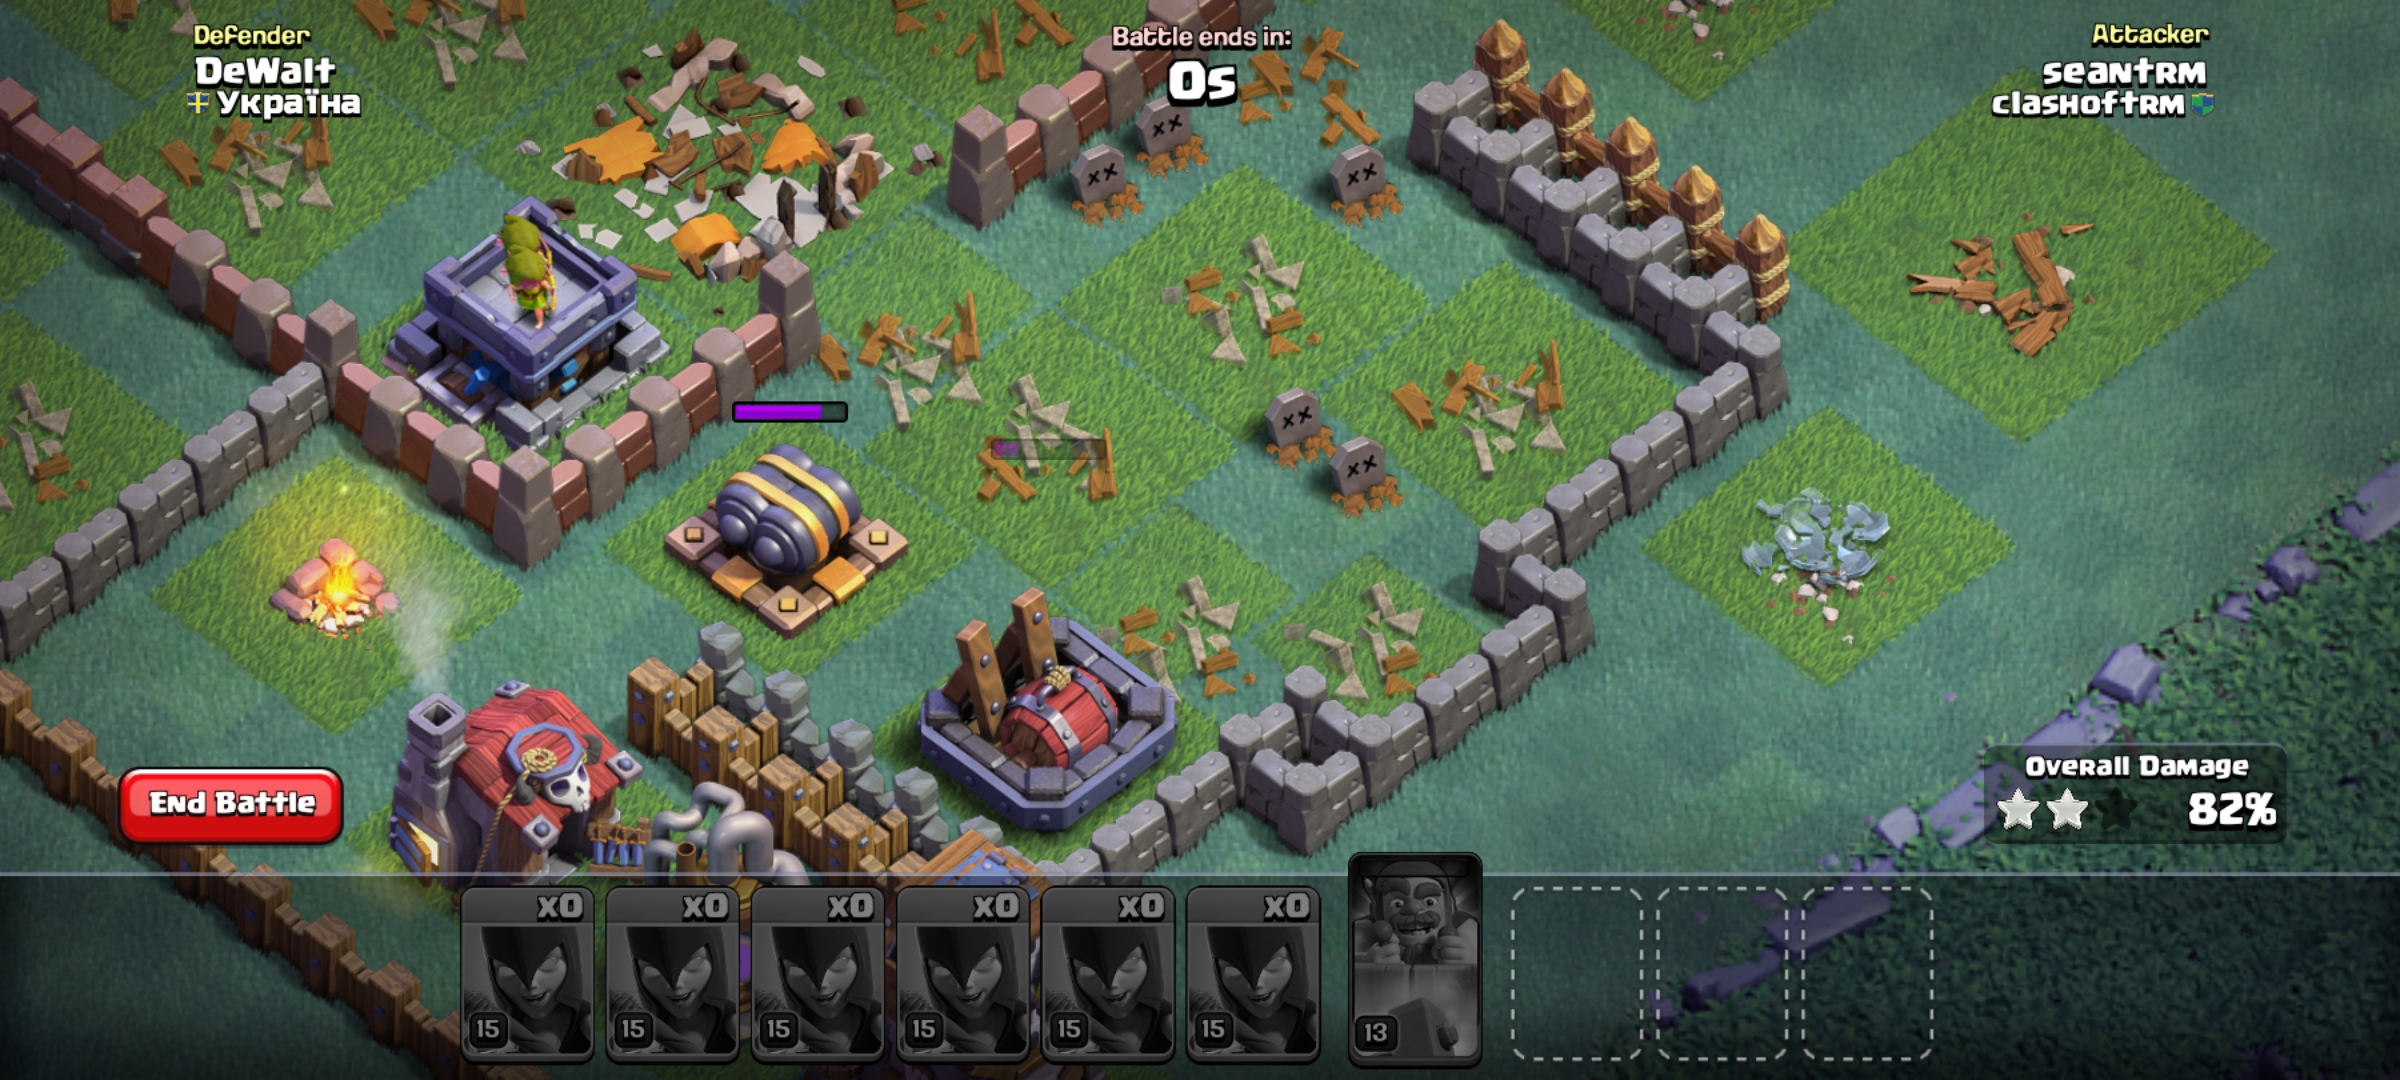 Defender
DeWalt
Україна
Battle ends in:
0s
Attacker
seantRM
clashoftRM
End Battle
Overall Damage
82%
x0 x0 x0 x0 x0 x0
15 15 15 15 15 15 13